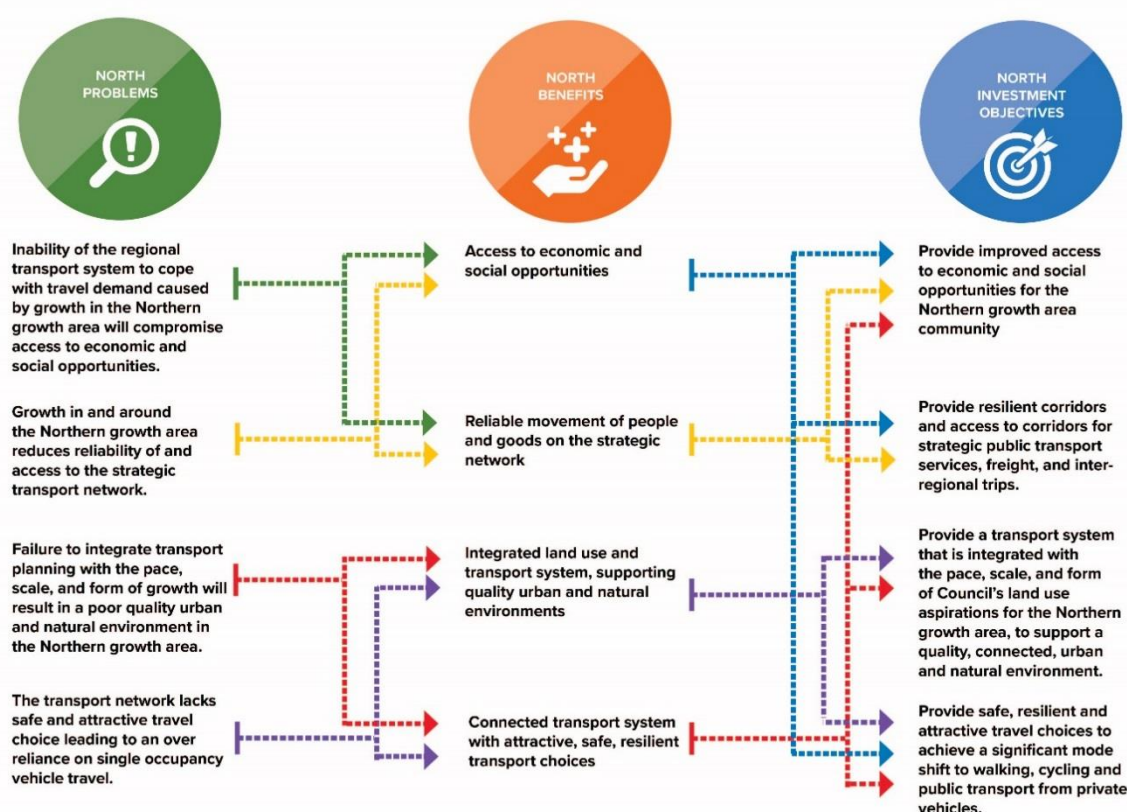 NORTH
PROBLEMS
NORTH
BENEFITS
NORTH
INVESTMENT
OBJECTIVES
Inability of the regional
transport system to cope
with travel demand caused
by growth in the Northern
growth area will compromise
access to economic and
social opportunities.
Growth in and around
the Northern growth area
reduces reliability of and
access to the strategic
transport network.
Failure to integrate transport
planning with the pace,
scale, and form of growth will
result in a poor quality urban
and natural environment in
the Northern growth area.
The transport network lacks
safe and attractive travel
choice leading to an over
reliance on single occupancy
vehicle travel.
Access to economic and
social opportunities
Reliable movement of people
and goods on the strategic
network
Integrated land use and
transport system, supporting
quality urban and natural
environments
Connected transport system
with attractive, safe, resilient
transport choices
Provide improved access
to economic and social
opportunities for the
Northern growth area
community
Provide resilient corridors
and access to corridors for
strategic public transport
services, freight, and inter-
regional trips.
Provide a transport system
that is integrated with
the pace, scale, and form
of Council's land use
aspirations for the Northern
growth area, to support a
quality, connected, urban
and natural environment.
Provide safe, resilient and
attractive travel choices to
achieve a significant mode
shift to walking, cycling and
public transport from private
vehicles.